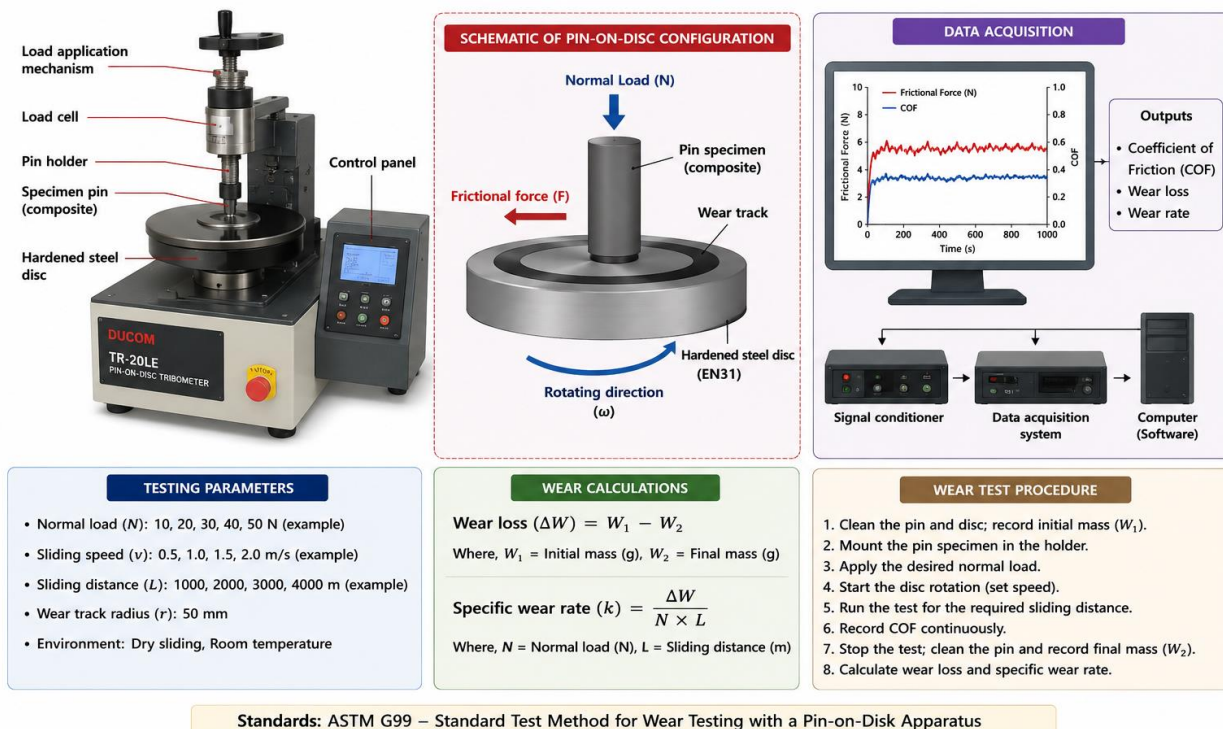 Load application
mechanism
Load cell
Pin holder
Specimen pin
(composite)
Hardened steel
disc
Control panel
DUCOM
TR-20LE
PIN-ON-DISC TRIBOMETER
SCHEMATIC OF PIN-ON-DISC CONFIGURATION
Normal Load (N)
Pin specimen
(composite)
Frictional force (F)
Wear track
Hardened steel disc
(EN31)
Rotating direction
(ω)
DATA ACQUISITION
Frictional Force (N)
COF
10
8
6
4
2
0
Frictional Force (N)
1.0
0.8
0.6
0.4
0.2
0.0
COF
0 200 400 600 800 1000
Time (s)
Outputs
• Coefficient of
Friction (COF)
• Wear loss
• Wear rate
Signal conditioner
Data acquisition
system
Computer
(Software)
TESTING PARAMETERS
• Normal load (N): 10, 20, 30, 40, 50 N (example)
• Sliding speed (v): 0.5, 1.0, 1.5, 2.0 m/s (example)
• Sliding distance (L): 1000, 2000, 3000, 4000 m (example)
• Wear track radius (r): 50 mm
• Environment: Dry sliding, Room temperature
WEAR CALCULATIONS
Wear loss (ΔW) = W₁ − W₂
Where, W₁ = Initial mass (g), W₂ = Final mass (g)
Specific wear rate (k) = ΔW / N × L
Where, N = Normal load (N), L = Sliding distance (m)
WEAR TEST PROCEDURE
1. Clean the pin and disc; record initial mass (W₁).
2. Mount the pin specimen in the holder.
3. Apply the desired normal load.
4. Start the disc rotation (set speed).
5. Run the test for the required sliding distance.
6. Record COF continuously.
7. Stop the test; clean the pin and record final mass (W₂).
8. Calculate wear loss and specific wear rate.
Standards: ASTM G99 – Standard Test Method for Wear Testing with a Pin-on-Disk Apparatus